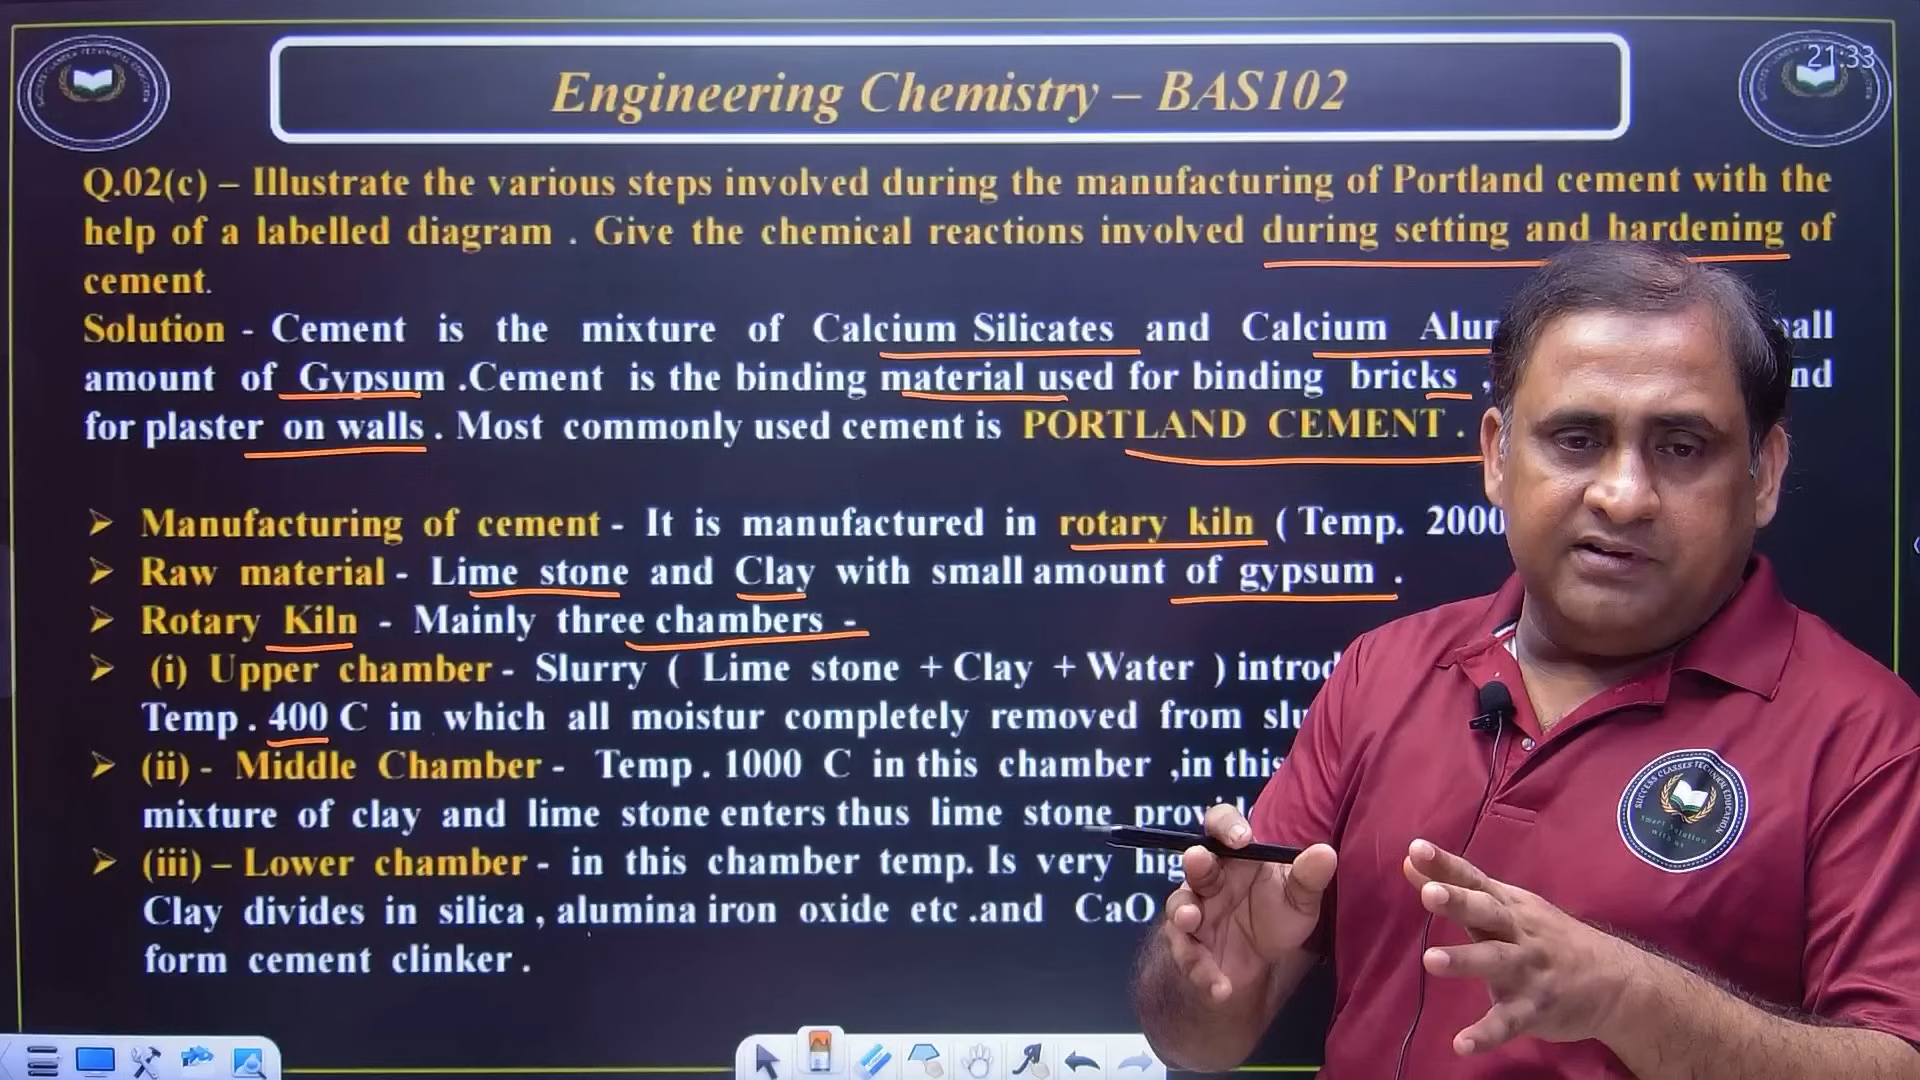 21:33
Engineering Chemistry – BAS102
Q.02(c) – Illustrate the various steps involved during the manufacturing of Portland cement with the
help of a labelled diagram . Give the chemical reactions involved during setting and hardening of
cement.
Solution - Cement is the mixture of Calcium Silicates and Calcium
amount of Gypsum .Cement is the binding material used for binding bricks ,
for plaster on walls . Most commonly used cement is PORTLAND CEMENT .
➢ Manufacturing of cement - It is manufactured in rotary kiln ( Temp. 2000
➢ Raw material - Lime stone and Clay with small amount of gypsum .
➢ Rotary Kiln - Mainly three chambers -
➢ (i) Upper chamber - Slurry ( Lime stone + Clay + Water )
Temp . 400 C in which all moistur completely removed from
➢ (ii) - Middle Chamber - Temp . 1000 C in this chamber ,in this
mixture of clay and lime stone enters thus lime stone
➢ (iii) – Lower chamber - in this chamber temp. Is very
Clay divides in silica , alumina iron oxide etc .and CaO
form cement clinker .
SUCCESS CLASSES TECHNICAL EDUCATION
Smart Solution
with us